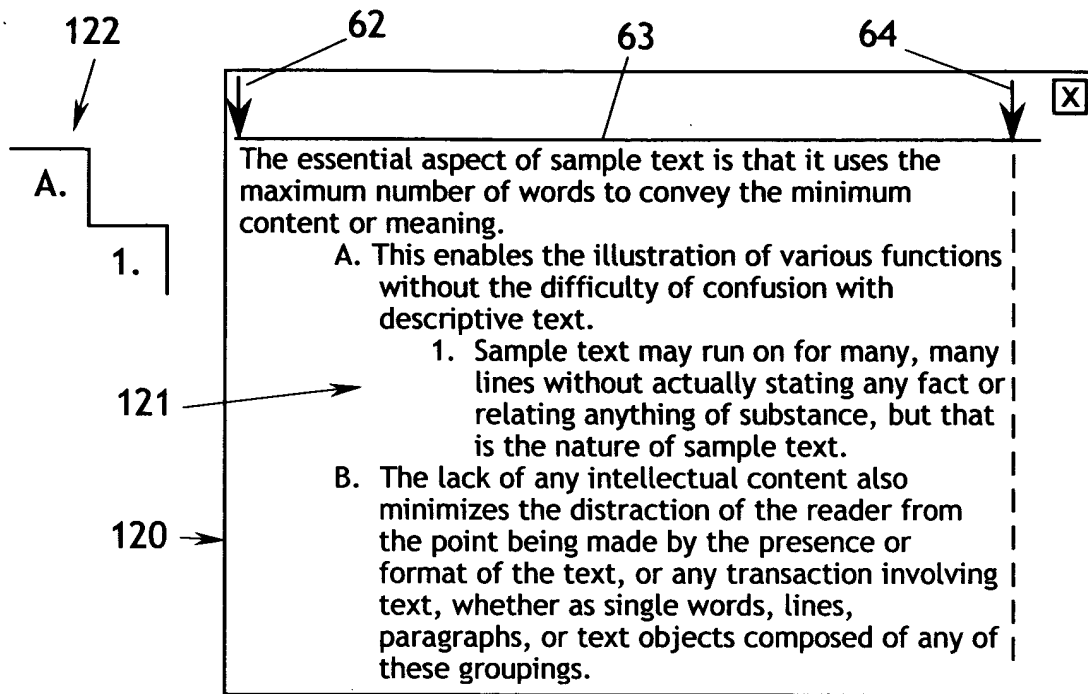 122
62
63
64
X
A.
1.
The essential aspect of sample text is that it uses the
maximum number of words to convey the minimum
content or meaning.
A. This enables the illustration of various functions
without the difficulty of confusion with
descriptive text.
1. Sample text may run on for many, many
lines without actually stating any fact or
relating anything of substance, but that
is the nature of sample text.
121
B. The lack of any intellectual content also
minimizes the distraction of the reader from
the point being made by the presence or
format of the text, or any transaction involving
text, whether as single words, lines,
paragraphs, or text objects composed of any of
these groupings.
120